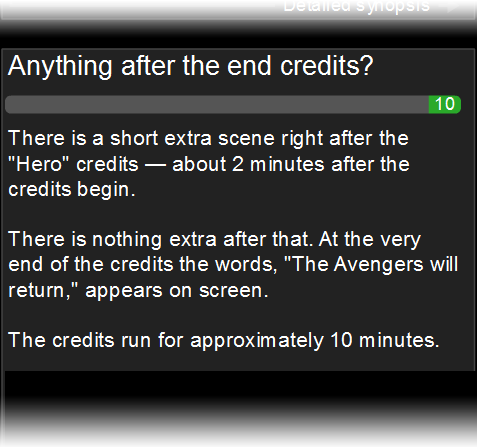 Detailed synopsis
Anything after the end credits?
10
There is a short extra scene right after the
"Hero" credits — about 2 minutes after the
credits begin.
There is nothing extra after that. At the very
end of the credits the words, "The Avengers will
return," appears on screen.
The credits run for approximately 10 minutes.